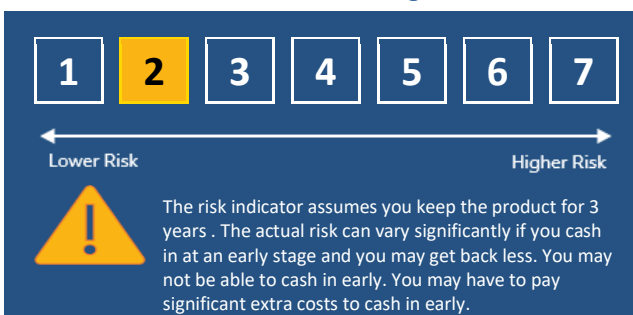 1 2 3 4 5 6 7
Lower Risk Higher Risk
The risk indicator assumes you keep the product for 3
years . The actual risk can vary significantly if you cash
in at an early stage and you may get back less. You may
not be able to cash in early. You may have to pay
significant extra costs to cash in early.